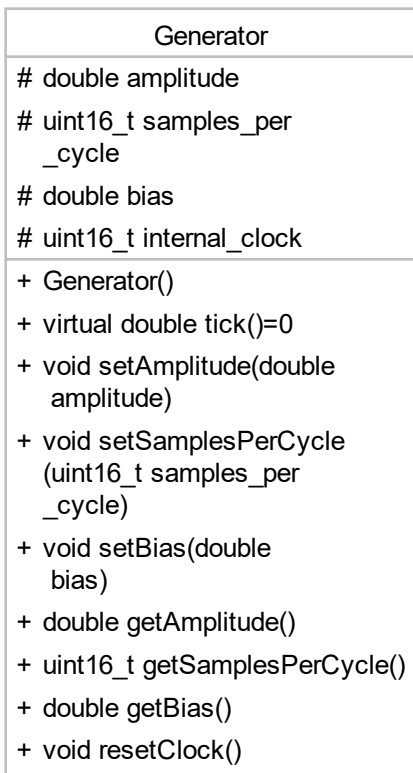 Generator
# double amplitude
# uint16_t samples_per
_cycle
# double bias
# uint16_t internal_clock
+ Generator()
+ virtual double tick()=0
+ void setAmplitude(double
amplitude)
+ void setSamplesPerCycle
(uint16_t samples_per
_cycle)
+ void setBias(double
bias)
+ double getAmplitude()
+ uint16_t getSamplesPerCycle()
+ double getBias()
+ void resetClock()